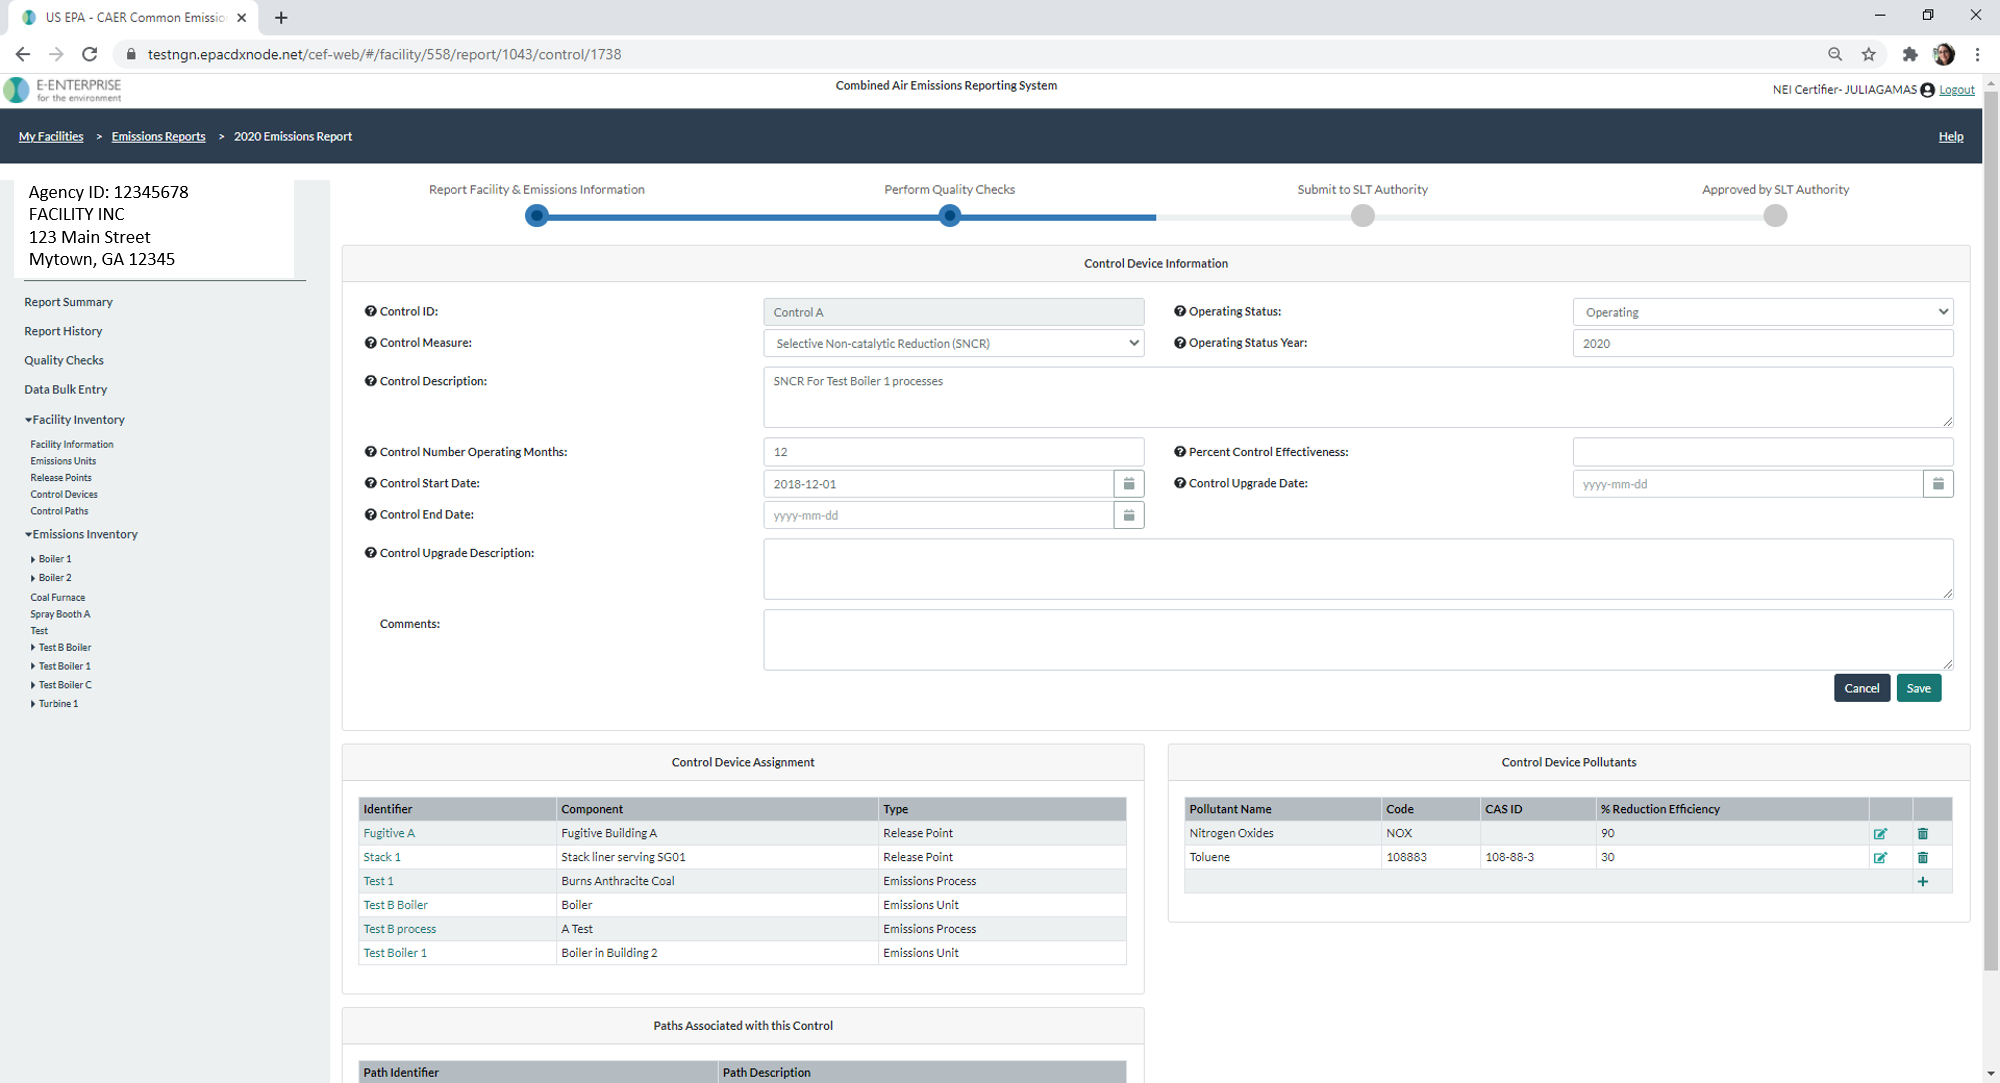 US EPA - CAER Common Emissio
testngn.epacdxnode.net/cef-web/#/facility/558/report/1043/control/1738
E-ENTERPRISE
for the environment
Combined Air Emissions Reporting System
NEI Certifier- JULIAGAMAS Logout
My Facilities > Emissions Reports > 2020 Emissions Report
Help
Agency ID: 12345678
FACILITY INC
123 Main Street
Mytown, GA 12345
Report Summary
Report History
Quality Checks
Data Bulk Entry
Facility Inventory
Facility Information
Emissions Units
Release Points
Control Devices
Control Paths
Emissions Inventory
Boiler 1
Boiler 2
Coal Furnace
Spray Booth A
Test
Test B Boiler
Test Boiler 1
Test Boiler C
Turbine 1
Report Facility & Emissions Information
Perform Quality Checks
Submit to SLT Authority
Approved by SLT Authority
Control Device Information
Control ID: Control A
Operating Status: Operating
Control Measure: Selective Non-catalytic Reduction (SNCR)
Operating Status Year: 2020
Control Description: SNCR For Test Boiler 1 processes
Control Number Operating Months: 12
Percent Control Effectiveness:
Control Start Date: 2018-12-01
Control Upgrade Date: yyyy-mm-dd
Control End Date: yyyy-mm-dd
Control Upgrade Description:
Comments:
Cancel Save
Control Device Assignment
Identifier Component Type
Fugitive A Fugitive Building A Release Point
Stack 1 Stack liner serving SG01 Release Point
Test 1 Burns Anthracite Coal Emissions Process
Test B Boiler Boiler Emissions Unit
Test B process A Test Emissions Process
Test Boiler 1 Boiler in Building 2 Emissions Unit
Control Device Pollutants
Pollutant Name Code CAS ID % Reduction Efficiency
Nitrogen Oxides NOX 90
Toluene 108883 108-88-3 30
Paths Associated with this Control
Path Identifier Path Description